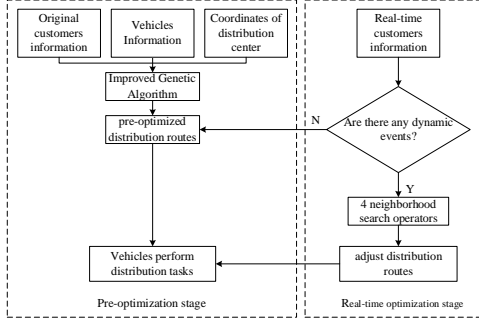 Original
customers
information
Vehicles
Information
Coordinates of
distribution
center
Real-time
customers
information
Improved Genetic
Algorithm
pre-optimized
distribution routes
N
Are there any dynamic
events?
Y
4 neighborhood
search operators
Vehicles perform
distribution tasks
adjust distribution
routes
Pre-optimization stage
Real-time optimization stage